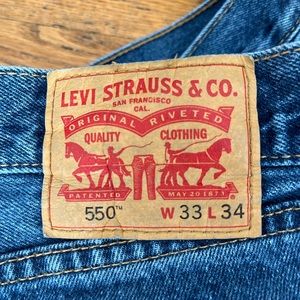 LEVI STRAUSS & CO.
SAN FRANCISCO
CAL.
ORIGINAL RIVETED
QUALITY CLOTHING
PATENTED MAY 20 1873
550™ W 33 L 34